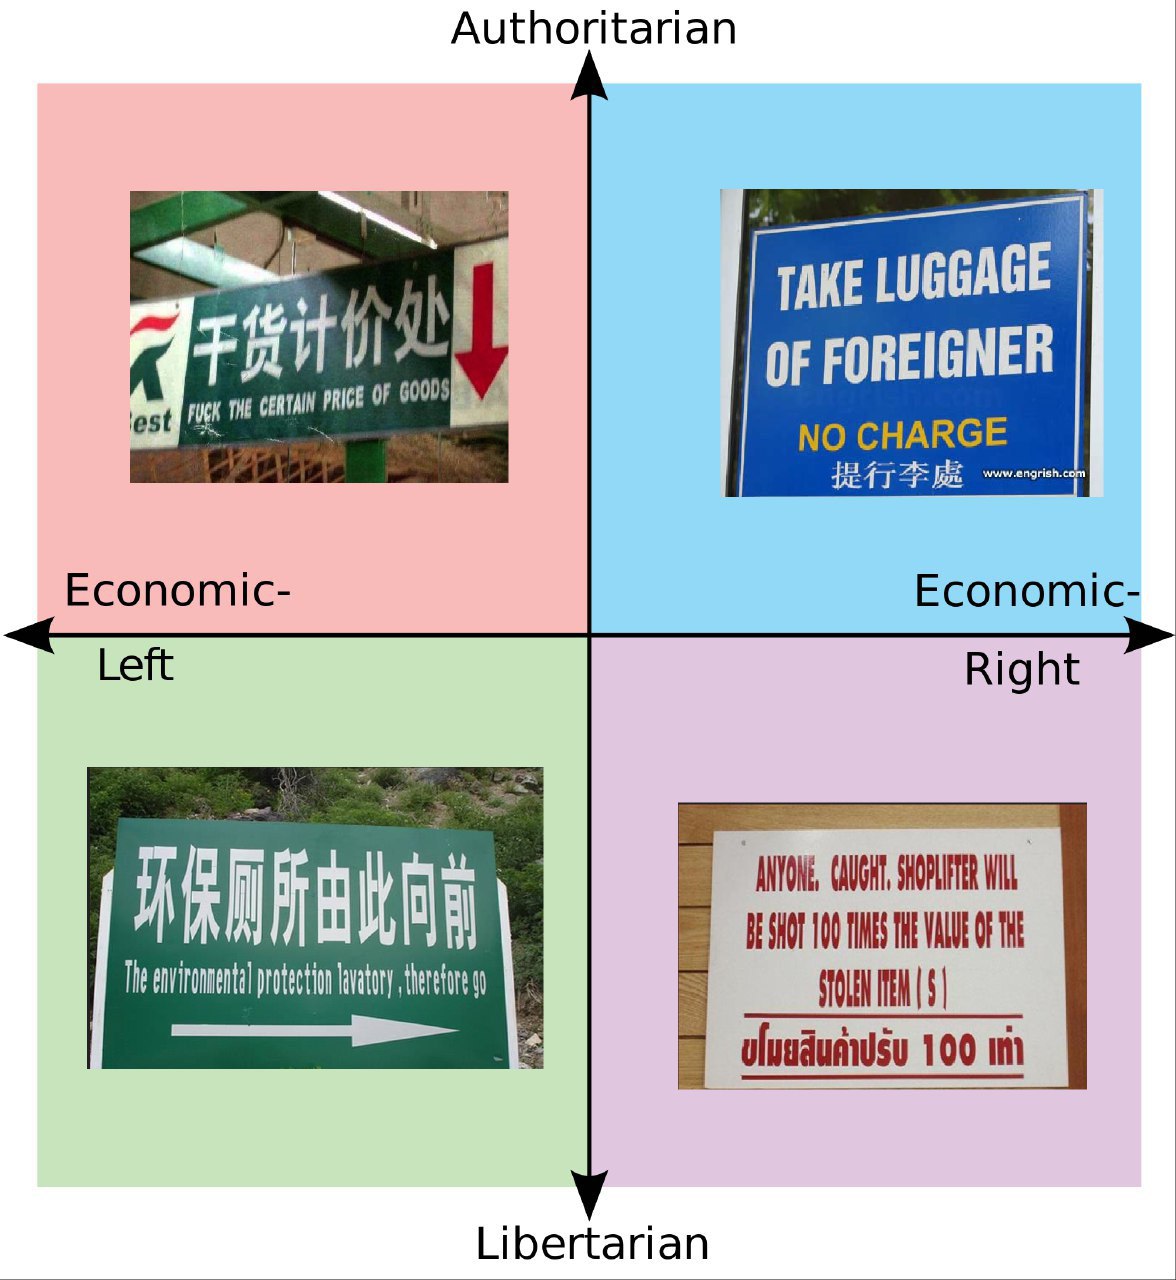 Authoritarian
干货计价处
FUCK THE CERTAIN PRICE OF GOODS
est
TAKE LUGGAGE
OF FOREIGNER
NO CHARGE
提行李處
www.engrish.com
Economic-
Left
Economic-
Right
环保厕所由此向前
The environmental protection lavatory , therefore go
ANYONE. CAUGHT. SHOPLIFTER WILL
BE SHOT 100 TIMES THE VALUE OF THE
STOLEN ITEM ( S )
ขโมยสินค้าปรับ 100 เท่า
Libertarian